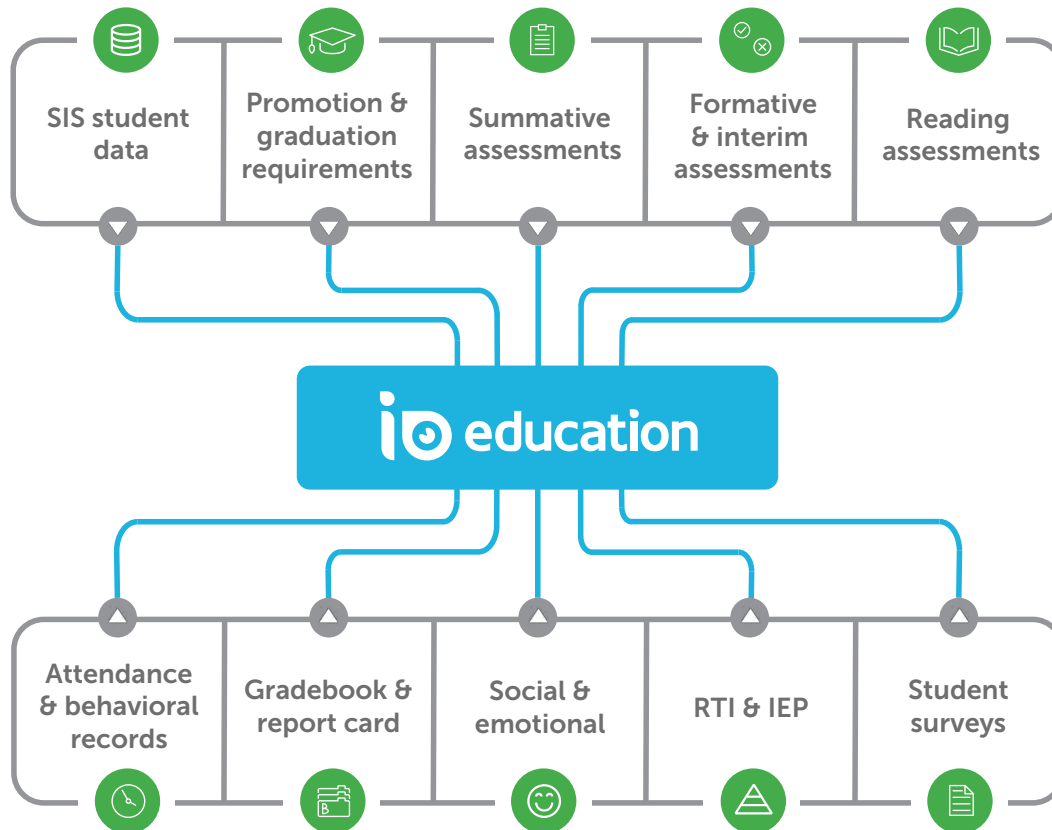 SIS student
data
Promotion &
graduation
requirements
Summative
assessments
Formative
& interim
assessments
Reading
assessments
io education
Attendance
& behavioral
records
Gradebook &
report card
Social &
emotional
RTI & IEP
Student
surveys
B